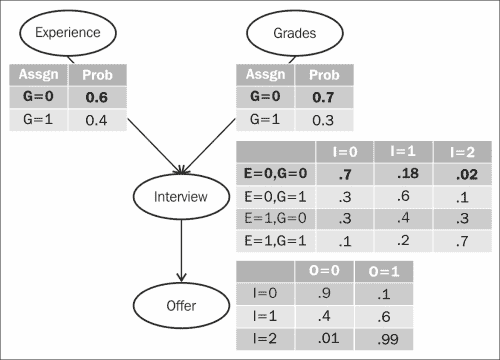 Experience Grades
Assgn Prob
G=0 0.6
G=1 0.4
Assgn Prob
G=0 0.7
G=1 0.3
I=0 I=1 I=2
E=0,G=0 .7 .18 .02
E=0,G=1 .3 .6 .1
E=1,G=0 .3 .4 .3
E=1,G=1 .1 .2 .7
Interview
O=0 O=1
I=0 .9 .1
I=1 .4 .6
I=2 .01 .99
Offer